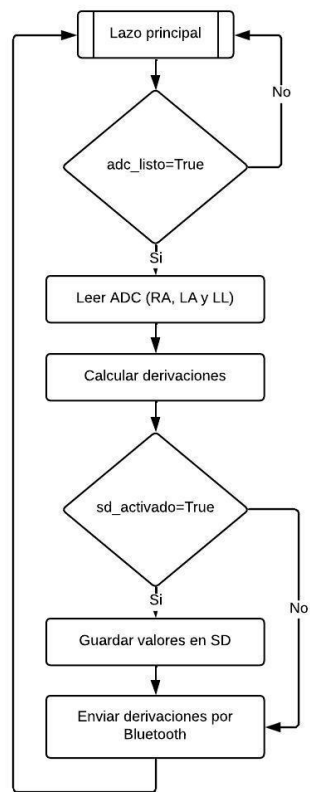 Lazo principal
No
adc_listo=True
Si
Leer ADC (RA, LA y LL)
Calcular derivaciones
sd_activado=True
Si
No
Guardar valores en SD
Enviar derivaciones por
Bluetooth